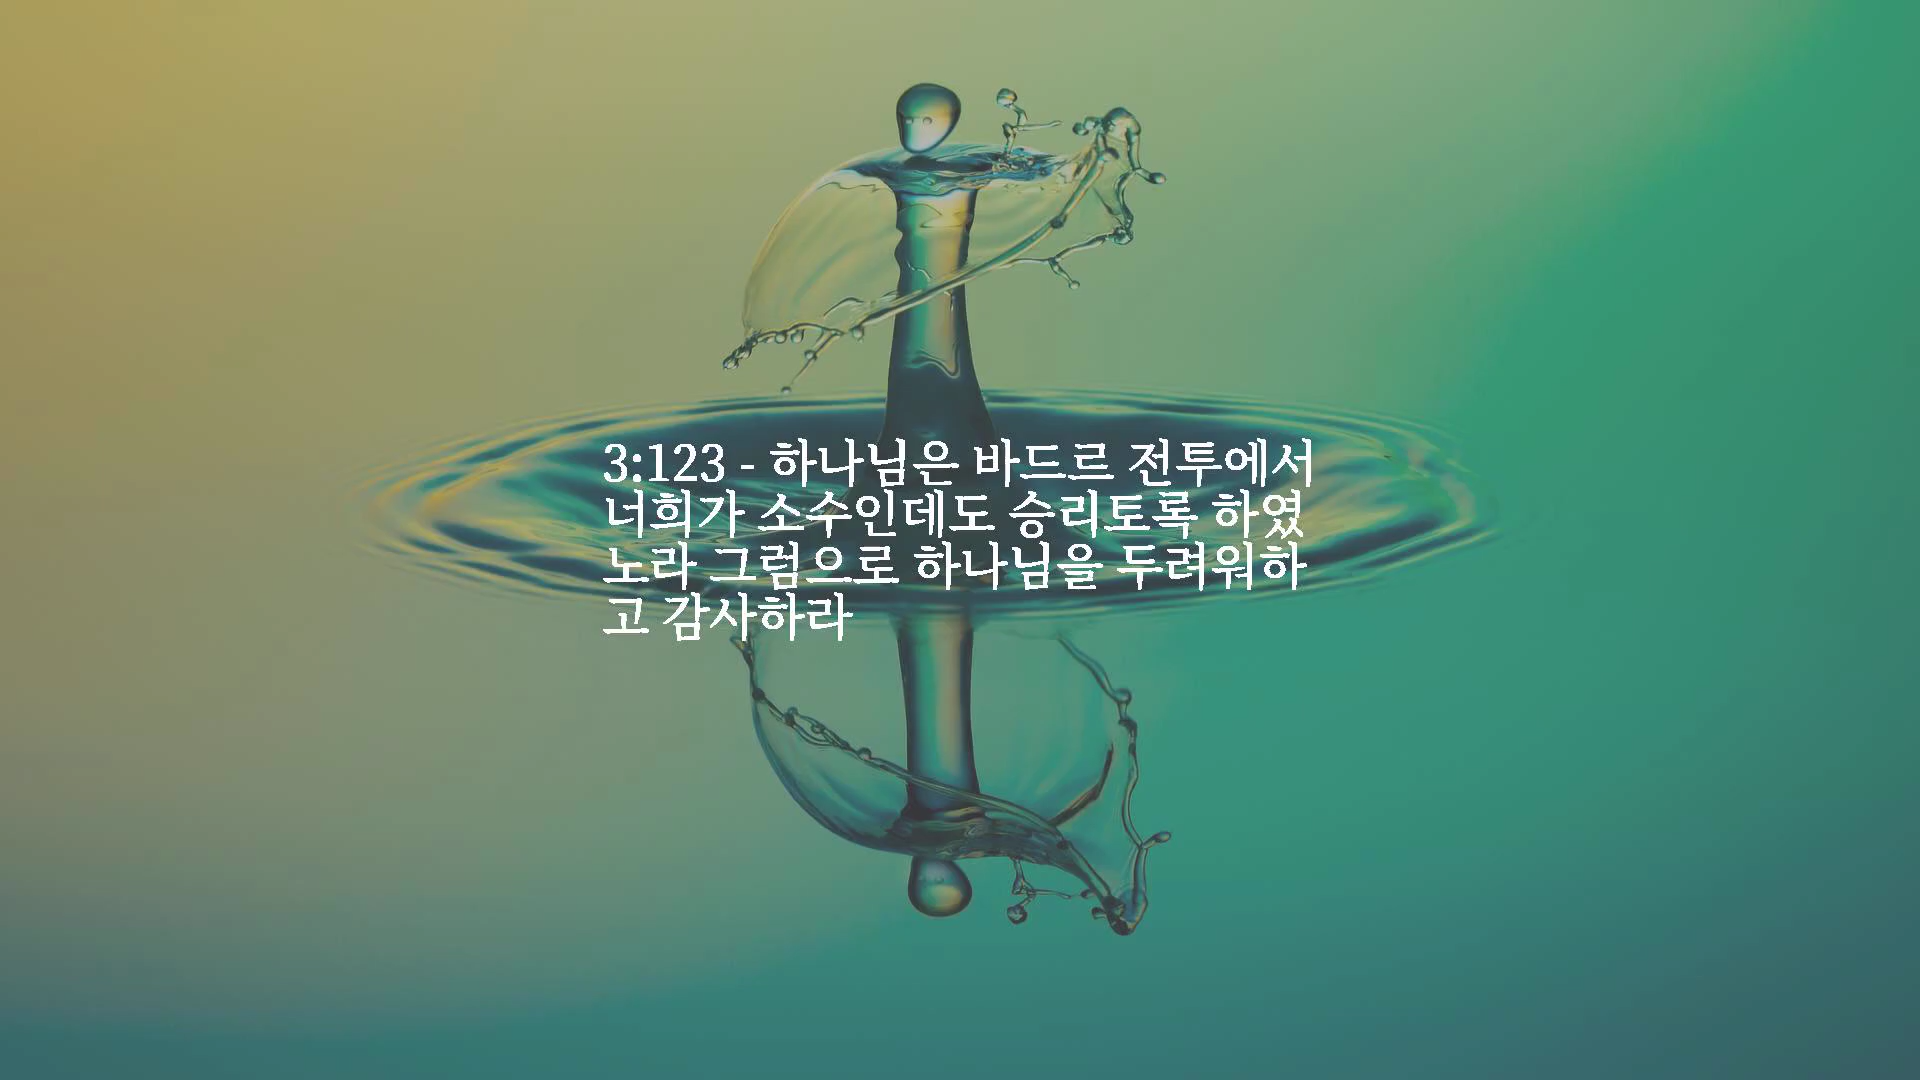 3:123 - 하나님은 바드르 전투에서
너희가 소수인데도 승리토록 하였
노라 그럼으로 하나님을 두려워하
고 감사하라